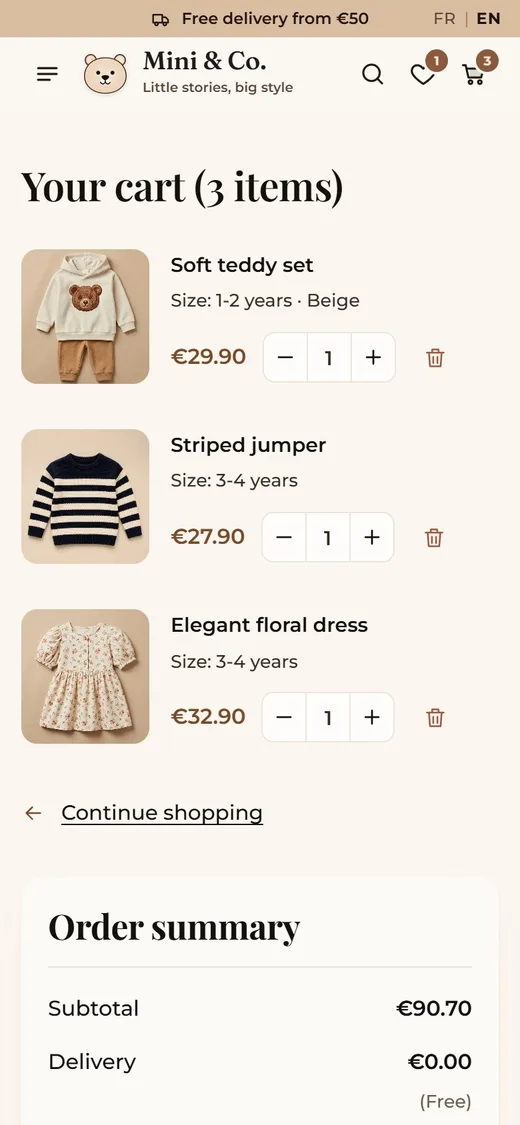 Free delivery from €50
FR | EN
Mini & Co.
Little stories, big style
1
3
Your cart (3 items)
Soft teddy set
Size: 1-2 years · Beige
€29.90 − 1 +
Striped jumper
Size: 3-4 years
€27.90 − 1 +
Elegant floral dress
Size: 3-4 years
€32.90 − 1 +
← Continue shopping
Order summary
Subtotal €90.70
Delivery €0.00
(Free)